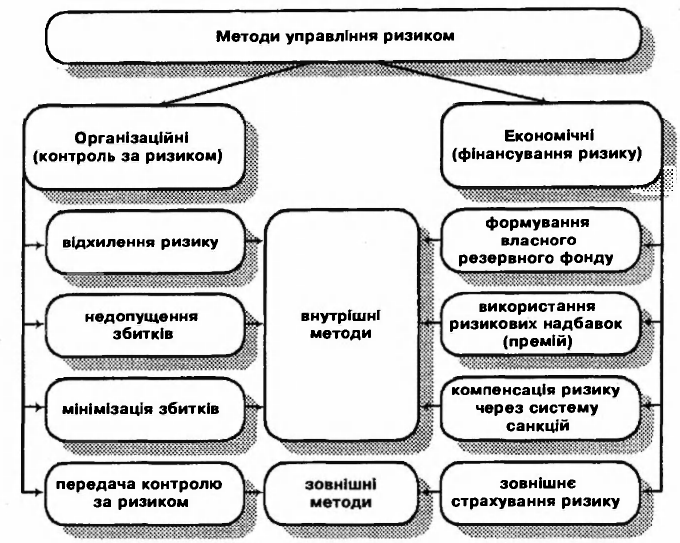 Методи управління ризиком
Організаційні
(контроль за ризиком)
Економічні
(фінансування ризику)
відхилення ризику
недопущення
збитків
мінімізація збитків
передача контролю
за ризиком
внутрішні
методи
зовнішні
методи
формування
власного
резервного фонду
використання
ризикових надбавок
(премій)
компенсація ризику
через систему
санкцій
зовнішнє
страхування ризику